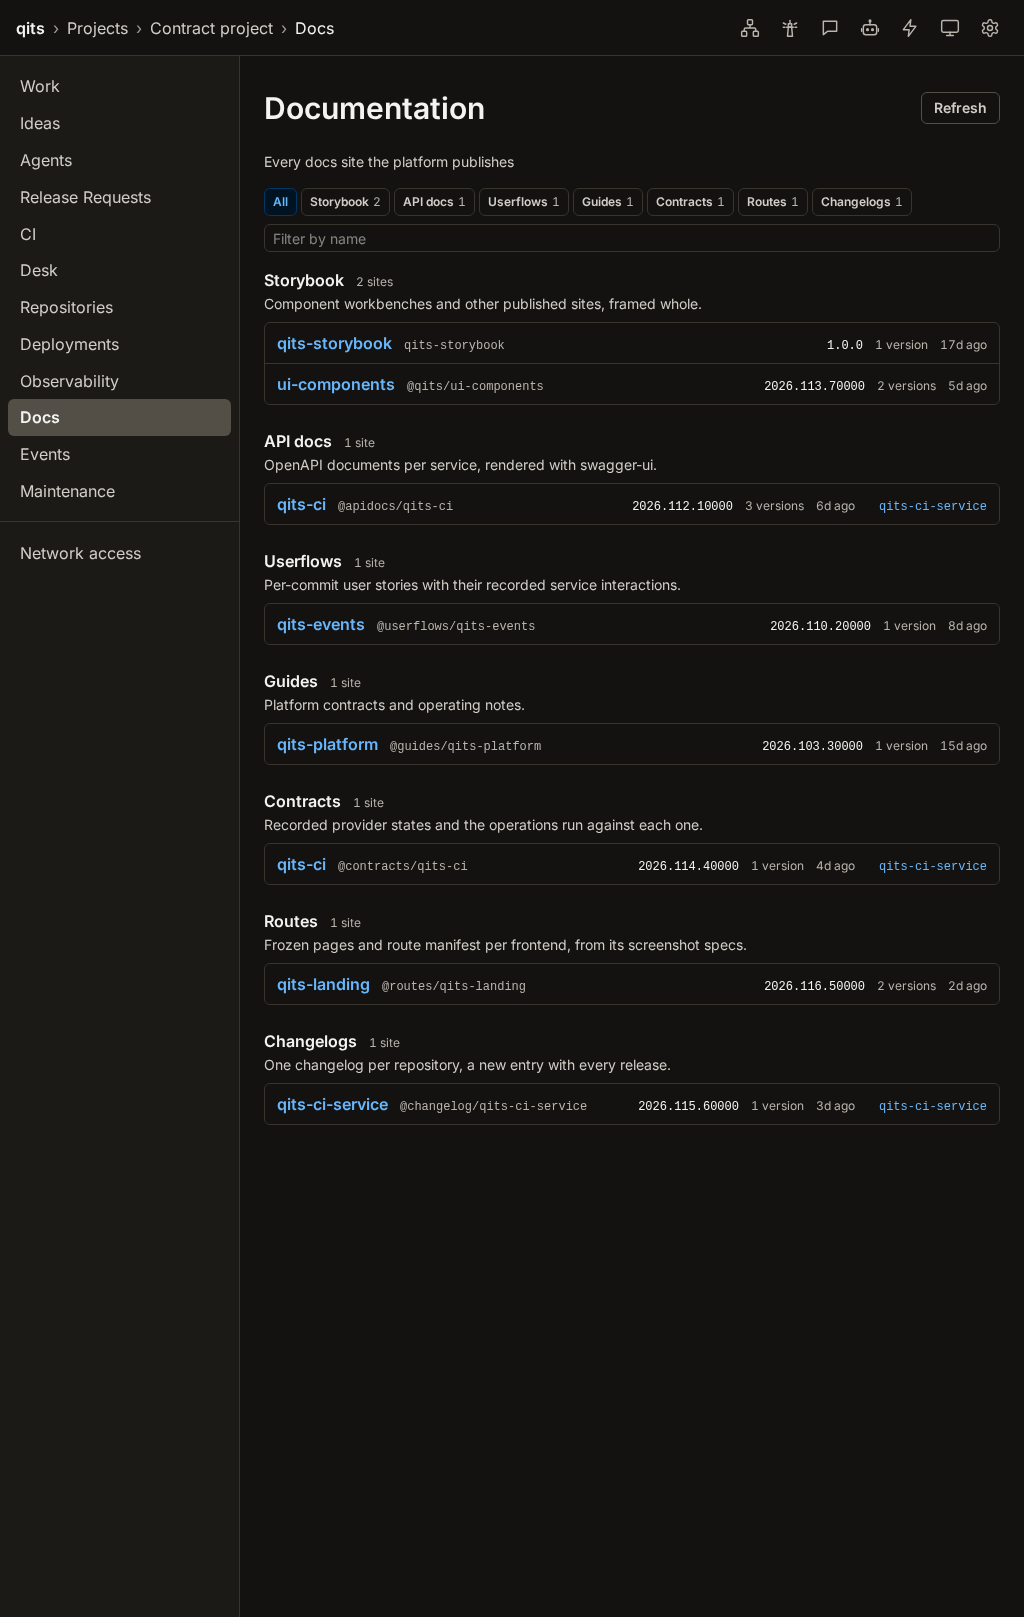 qits › Projects › Contract project › Docs
Work
Ideas
Agents
Release Requests
CI
Desk
Repositories
Deployments
Observability
Docs
Events
Maintenance
Network access
Documentation
Refresh
Every docs site the platform publishes
All Storybook 2 API docs 1 Userflows 1 Guides 1 Contracts 1 Routes 1 Changelogs 1
Filter by name
Storybook 2 sites
Component workbenches and other published sites, framed whole.
qits-storybook qits-storybook 1.0.0 1 version 17d ago
ui-components @qits/ui-components 2026.113.70000 2 versions 5d ago
API docs 1 site
OpenAPI documents per service, rendered with swagger-ui.
qits-ci @apidocs/qits-ci 2026.112.10000 3 versions 6d ago qits-ci-service
Userflows 1 site
Per-commit user stories with their recorded service interactions.
qits-events @userflows/qits-events 2026.110.20000 1 version 8d ago
Guides 1 site
Platform contracts and operating notes.
qits-platform @guides/qits-platform 2026.103.30000 1 version 15d ago
Contracts 1 site
Recorded provider states and the operations run against each one.
qits-ci @contracts/qits-ci 2026.114.40000 1 version 4d ago qits-ci-service
Routes 1 site
Frozen pages and route manifest per frontend, from its screenshot specs.
qits-landing @routes/qits-landing 2026.116.50000 2 versions 2d ago
Changelogs 1 site
One changelog per repository, a new entry with every release.
qits-ci-service @changelog/qits-ci-service 2026.115.60000 1 version 3d ago qits-ci-service